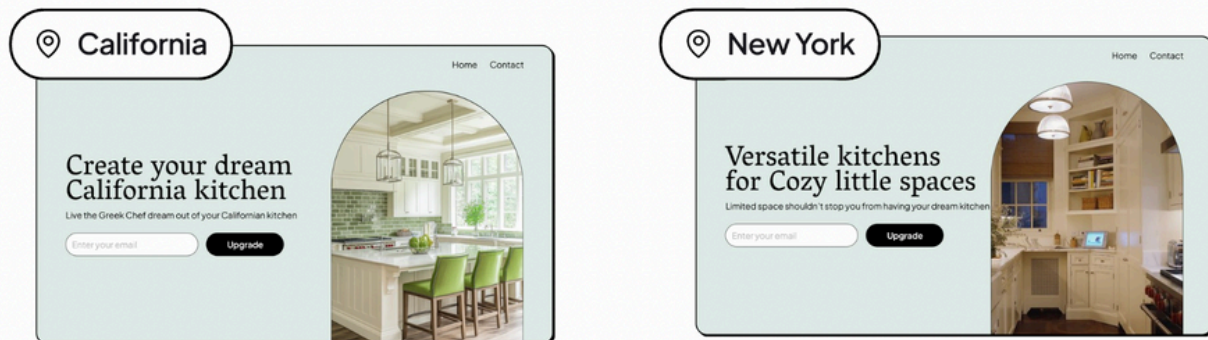 California
Home Contact
Create your dream
California kitchen
Live the Greek Chef dream out of your Californian kitchen
Enter your email
Upgrade
New York
Home Contact
Versatile kitchens
for Cozy little spaces
Limited space shouldn't stop you from having your dream kitchen
Enter your email
Upgrade